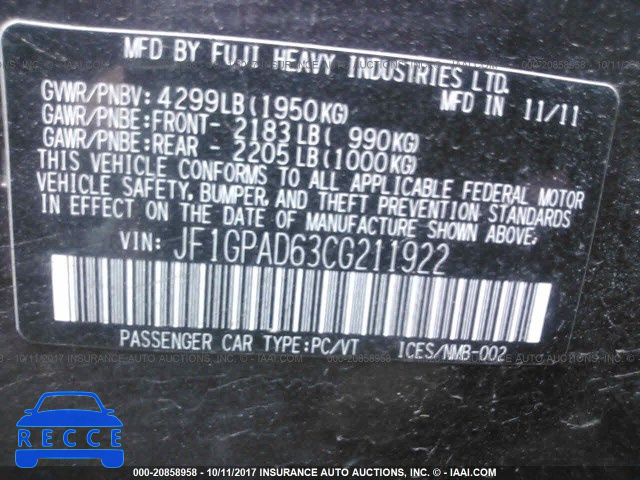 MFD BY FUJI HEAVY INDUSTRIES LTD.
GVWR/PNBV: 4299LB(1950KG) MFD IN 11/11
GAWR/PNBE:FRONT- 2183LB( 990KG)
GAWR/PNBE:REAR - 2205LB(1000KG)
THIS VEHICLE CONFORMS TO ALL APPLICABLE FEDERAL MOTOR
VEHICLE SAFETY, BUMPER, AND THEFT PREVENTION STANDARDS
IN EFFECT ON THE DATE OF MANUFACTURE SHOWN ABOVE.
VIN: JF1GPAD63CG211922
PASSENGER CAR TYPE:PC/VT ICES/NMB-002
RECCE
000-20858958 - 10/11/2017 INSURANCE AUTO AUCTIONS, INC. - IAAI.COM